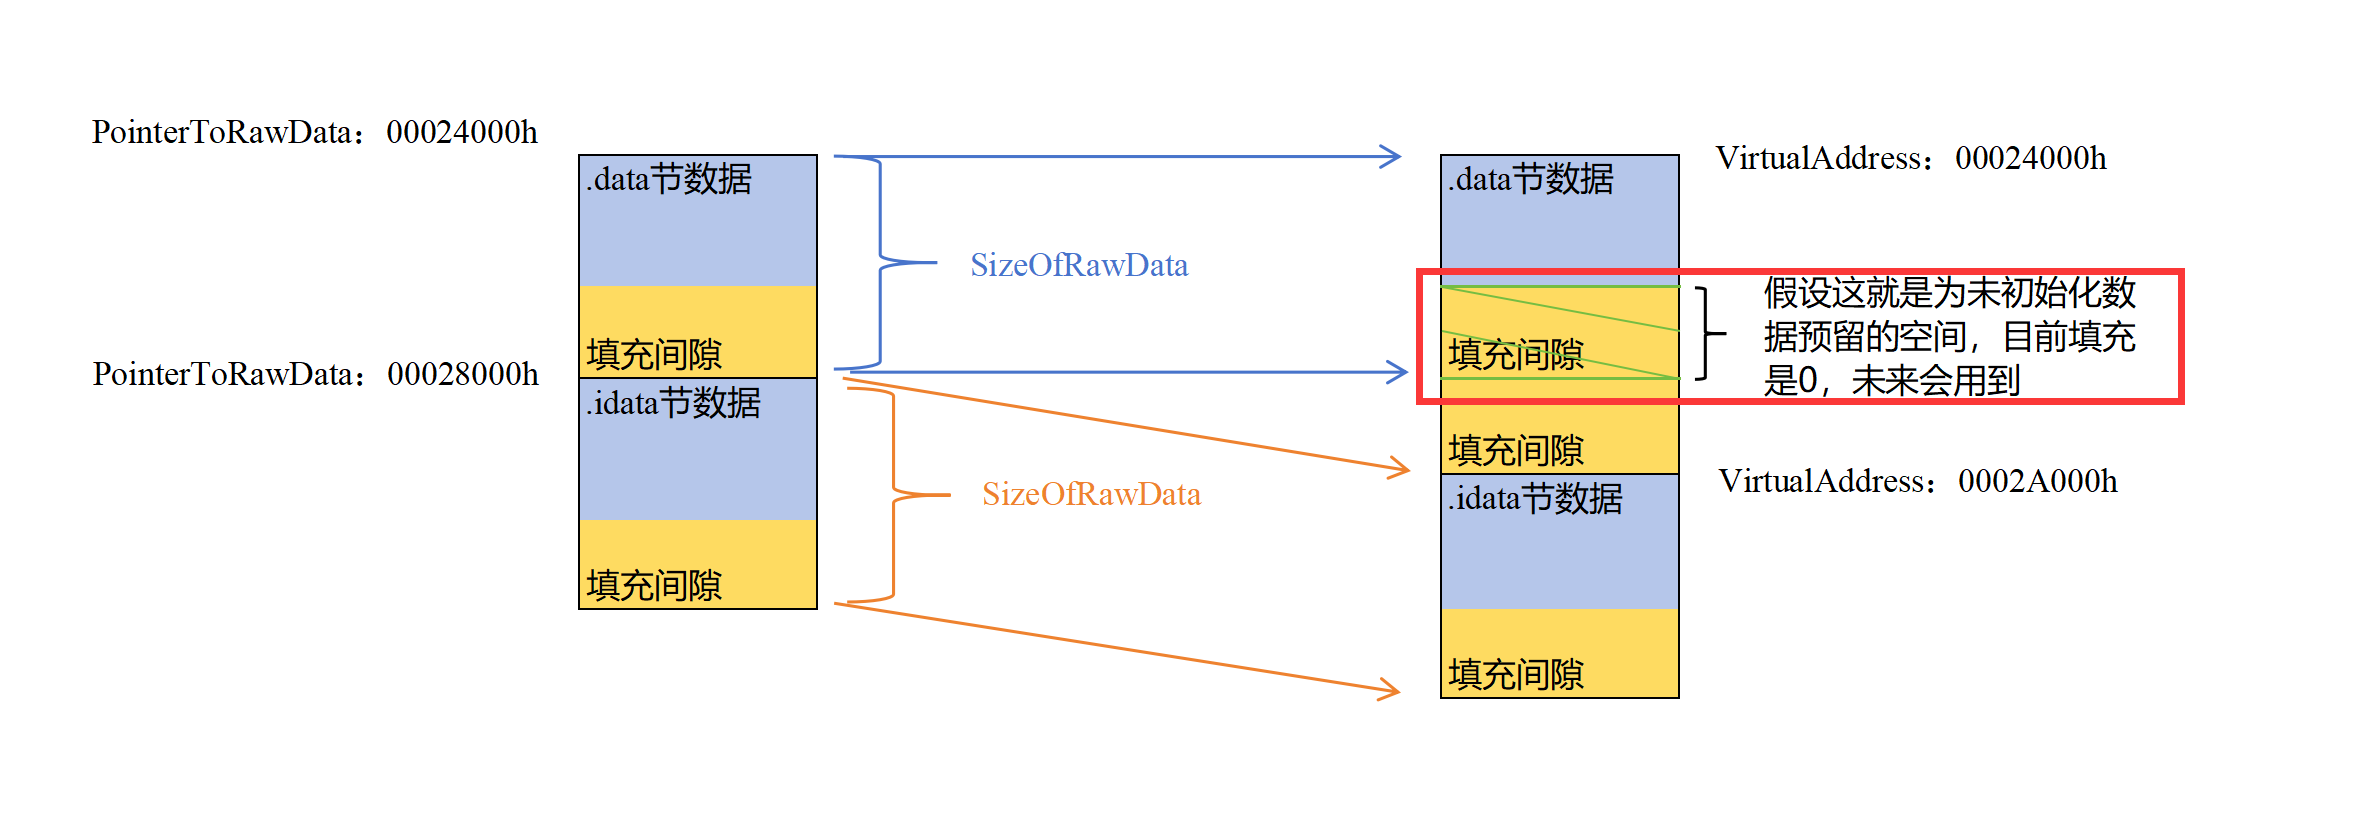 PointerToRawData：00024000h
.data节数据
填充间隙
SizeOfRawData
PointerToRawData：00028000h
.idata节数据
填充间隙
SizeOfRawData
VirtualAddress：00024000h
.data节数据
填充间隙
假设这就是为未初始化数
据预留的空间，目前填充
是0，未来会用到
填充间隙
VirtualAddress：0002A000h
.idata节数据
填充间隙